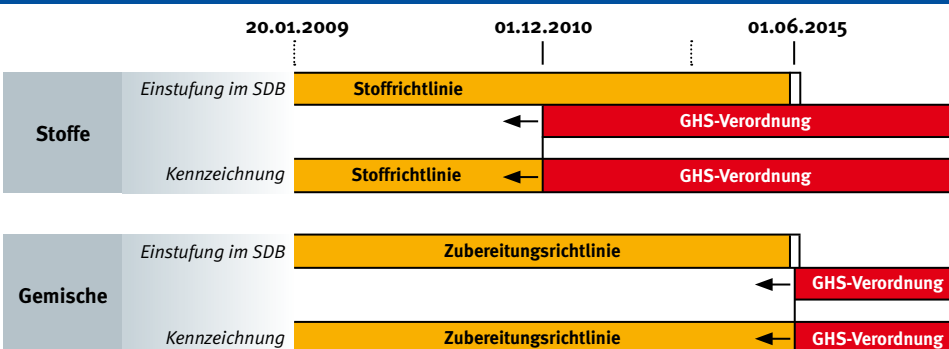 20.01.2009 01.12.2010 01.06.2015
Stoffe
Einstufung im SDB Stoffrichtlinie
GHS-Verordnung
Kennzeichnung Stoffrichtlinie GHS-Verordnung
Gemische
Einstufung im SDB Zubereitungsrichtlinie
GHS-Verordnung
Kennzeichnung Zubereitungsrichtlinie GHS-Verordnung